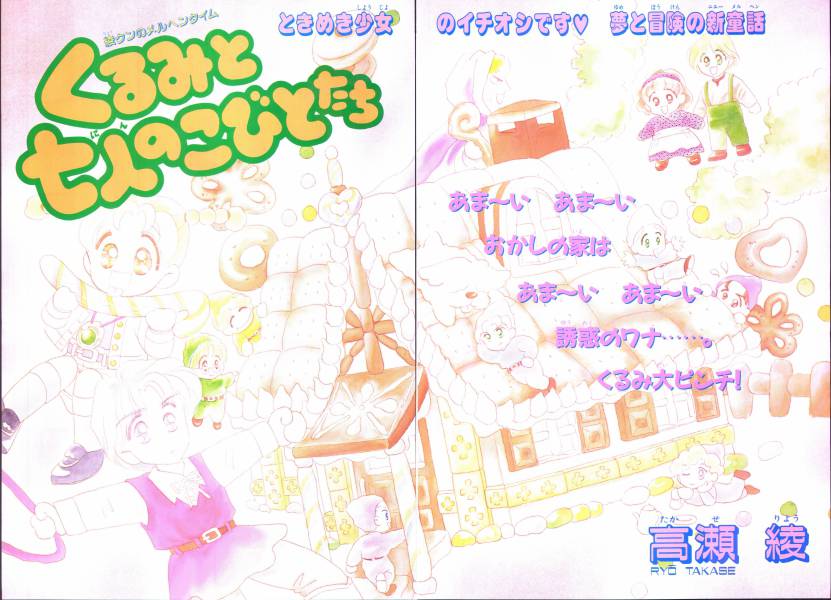 綾クンのメルヘンタイム
くるみと
七人のこびとたち
ときめき少女のイチオシです♥ 夢と冒険の新童話
あま〜い あま〜い
おかしの家は
あま〜い あま〜い
誘惑のワナ……。
くるみ大ピンチ!
高瀬 綾
RYŌ TAKASE